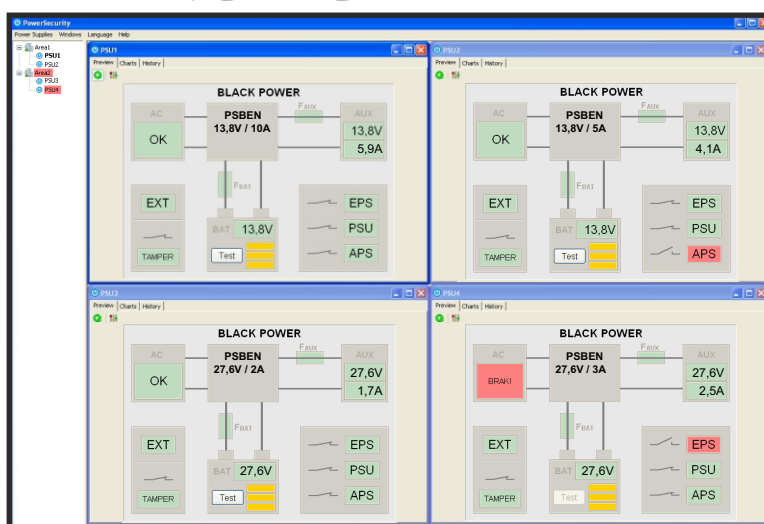 PowerSecurity
Power Supplies Windows Language Help
Area1
PSU1
PSU2
Area2
PSU3
PSU4
PSU1
Preview Charts History
BLACK POWER
AC
OK
PSBEN
13,8V / 10A
FAUX
AUX
13,8V
5,9A
FBAT
EXT
TAMPER
BAT 13,8V
Test
EPS
PSU
APS
PSU2
Preview Charts History
BLACK POWER
AC
OK
PSBEN
13,8V / 5A
FAUX
AUX
13,8V
4,1A
FBAT
EXT
TAMPER
BAT 13,8V
Test
EPS
PSU
APS
PSU3
Preview Charts History
BLACK POWER
AC
OK
PSBEN
27,6V / 2A
FAUX
AUX
27,6V
1,7A
FBAT
EXT
TAMPER
BAT 27,6V
Test
EPS
PSU
APS
PSU4
Preview Charts History
BLACK POWER
AC
BRAK!
PSBEN
27,6V / 3A
FAUX
AUX
27,6V
2,5A
FBAT
EXT
TAMPER
BAT 27,6V
Test
EPS
PSU
APS